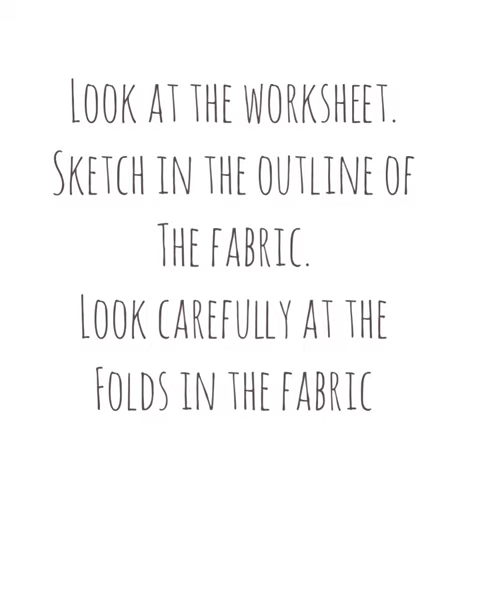 Look at the worksheet.
Sketch in the outline of
The fabric.
Look carefully at the
Folds in the fabric